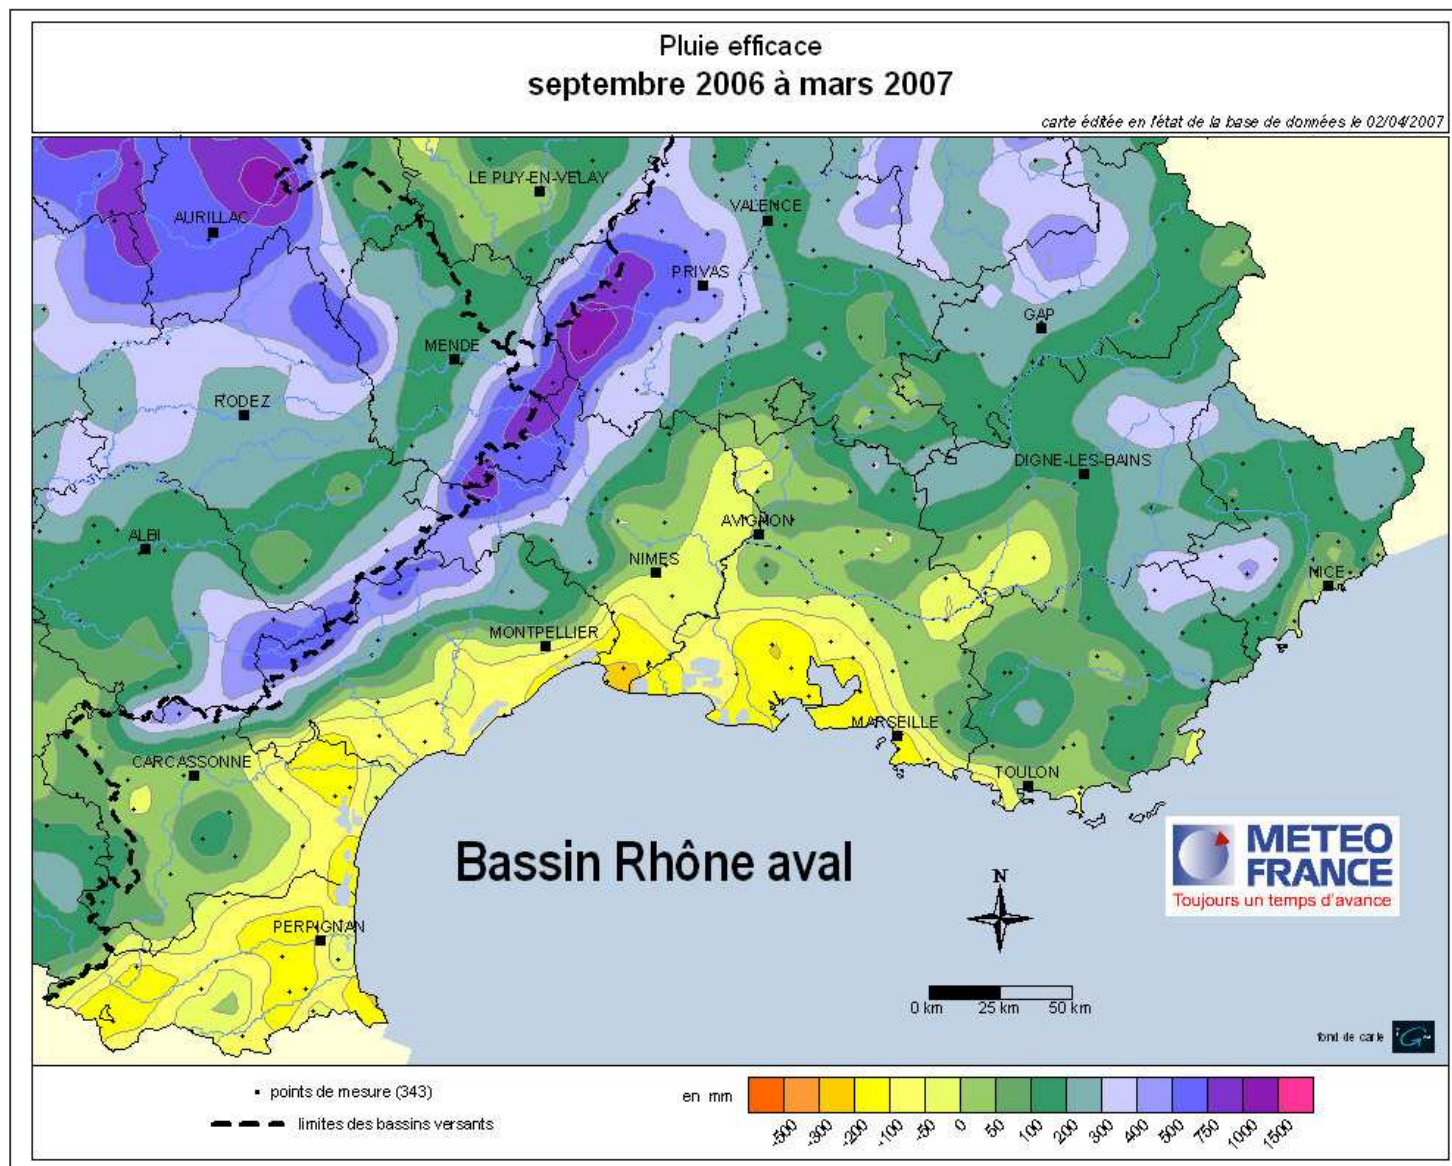 Pluie efficace
septembre 2006 à mars 2007
carte éditée en l'état de la base de données le 02/04/2007
LE PUY-EN-VELAY
AURILLAC
VALENCE
PRIVAS
GAP
MENDE
RODEZ
DIGNE-LES-BAINS
ALBI
AVIGNON
NIMES
NICE
MONTPELLIER
MARSEILLE
CARCASSONNE
TOULON
Bassin Rhône aval
METEO
FRANCE
Toujours un temps d'avance
N
PERPIGNAN
0 km 25 km 50 km
fond de carte
points de mesure (343)
limites des bassins versants
en mm
-500 -300 -200 -100 -50 0 50 100 200 300 400 500 750 1000 1500